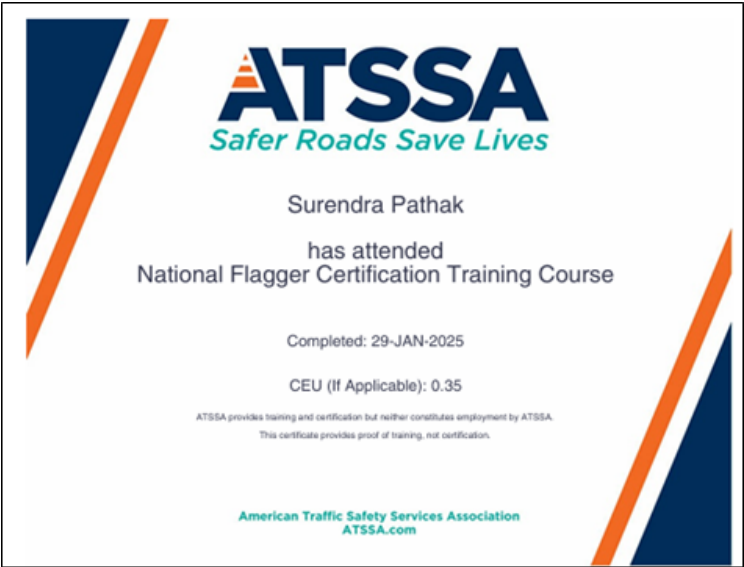 ATSSA
Safer Roads Save Lives
Surendra Pathak
has attended
National Flagger Certification Training Course
Completed: 29-JAN-2025
CEU (If Applicable): 0.35
ATSSA provides training and certification but neither constitutes employment by ATSSA.
This certificate provides proof of training, not certification.
American Traffic Safety Services Association
ATSSA.com